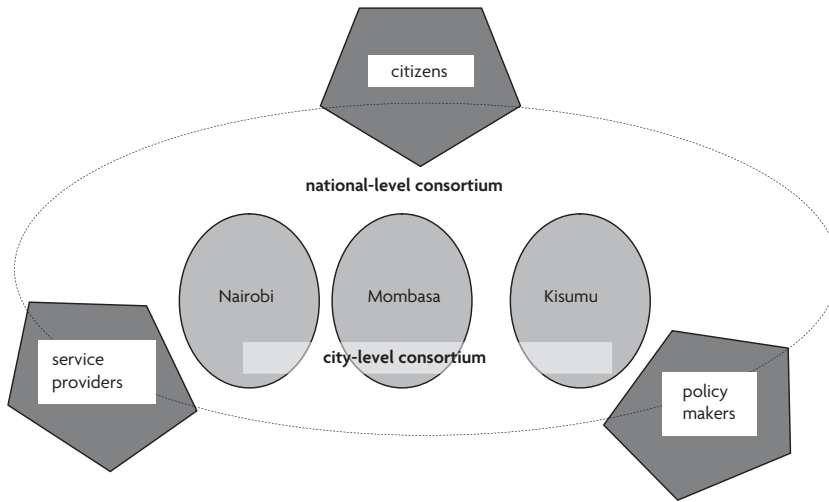 citizens
national-level consortium
Nairobi
Mombasa
Kisumu
city-level consortium
service
providers
policy
makers